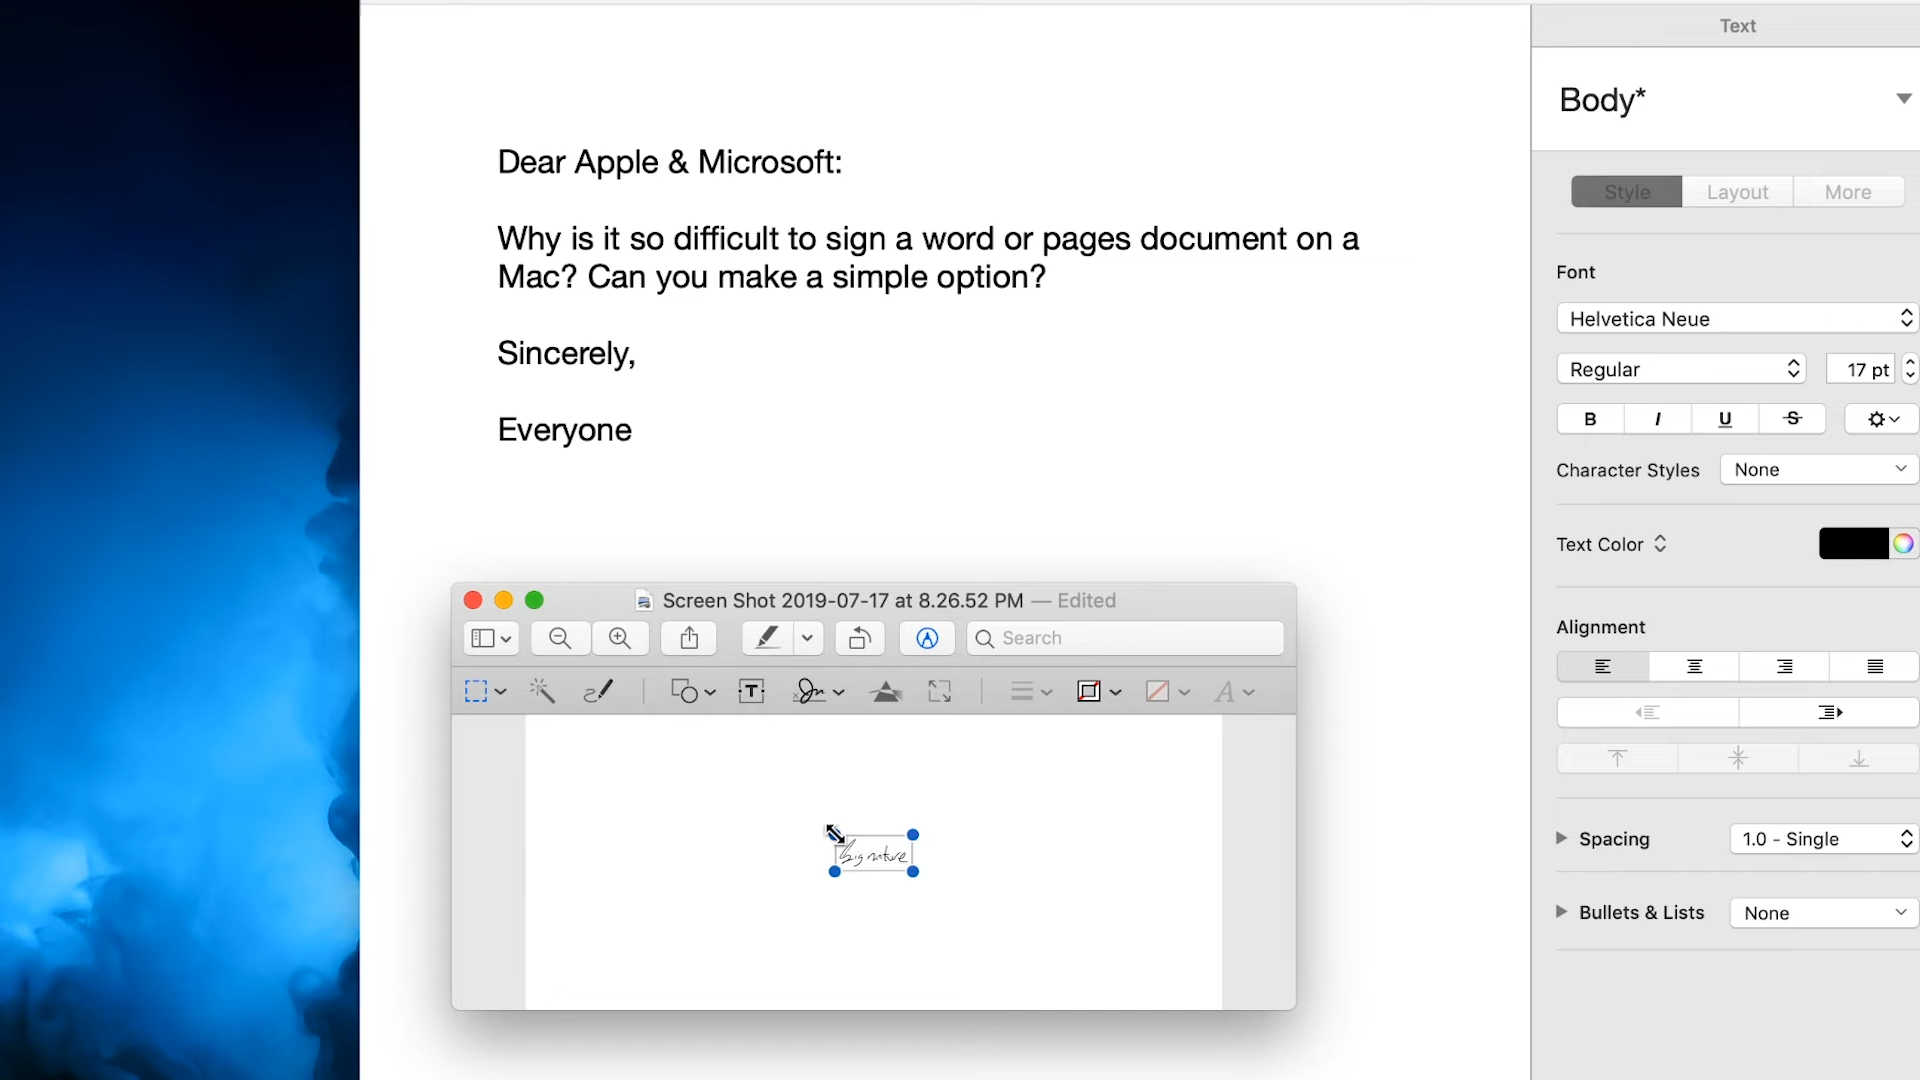 Text
Body*
Dear Apple & Microsoft:
Style Layout More
Why is it so difficult to sign a word or pages document on a
Mac? Can you make a simple option?
Font
Helvetica Neue
Sincerely,
Regular 17 pt
B I U S
Everyone
Character Styles None
Text Color
Screen Shot 2019-07-17 at 8.26.52 PM — Edited
Search
Alignment
T A
Signature
Spacing 1.0 - Single
Bullets & Lists None